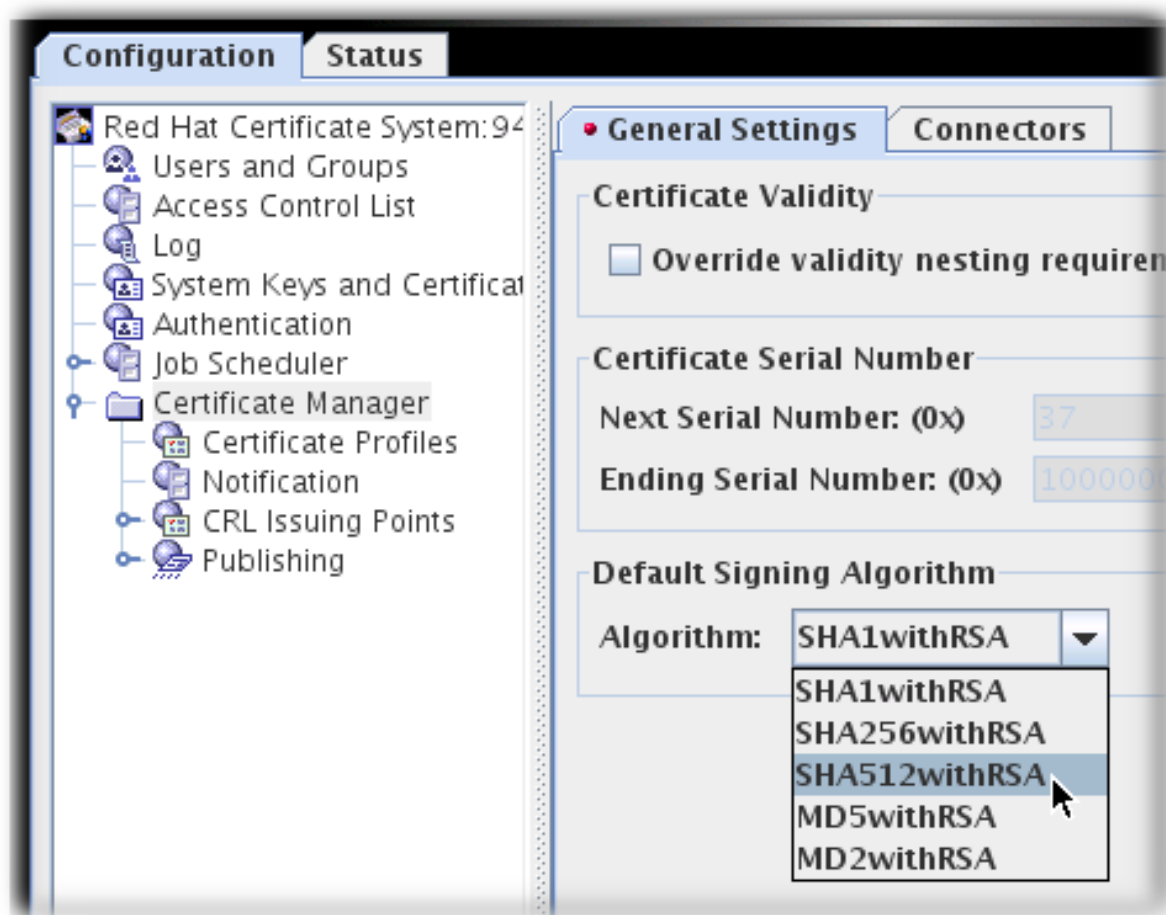 Configuration
Status
Red Hat Certificate System:94
Users and Groups
Access Control List
Log
System Keys and Certificat
Authentication
Job Scheduler
Certificate Manager
Certificate Profiles
Notification
CRL Issuing Points
Publishing
General Settings
Connectors
Certificate Validity
Override validity nesting requiren
Certificate Serial Number
Next Serial Number: (0x) 37
Ending Serial Number: (0x) 1000000
Default Signing Algorithm
Algorithm: SHA1withRSA
SHA1withRSA
SHA256withRSA
SHA512withRSA
MD5withRSA
MD2withRSA